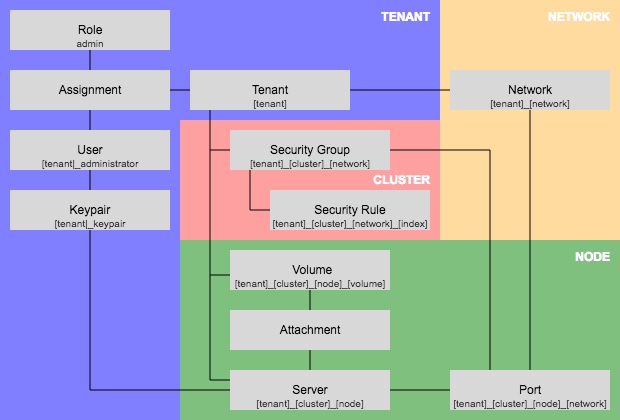 TENANT
NETWORK
Role
admin
Assignment
Tenant
[tenant]
Network
[tenant]_[network]
User
[tenant]_administrator
Security Group
[tenant]_[cluster]_[network]
CLUSTER
Keypair
[tenant]_keypair
Security Rule
[tenant]_[cluster]_[network]_[index]
NODE
Volume
[tenant]_[cluster]_[node]_[volume]
Attachment
Server
[tenant]_[cluster]_[node]
Port
[tenant]_[cluster]_[node]_[network]